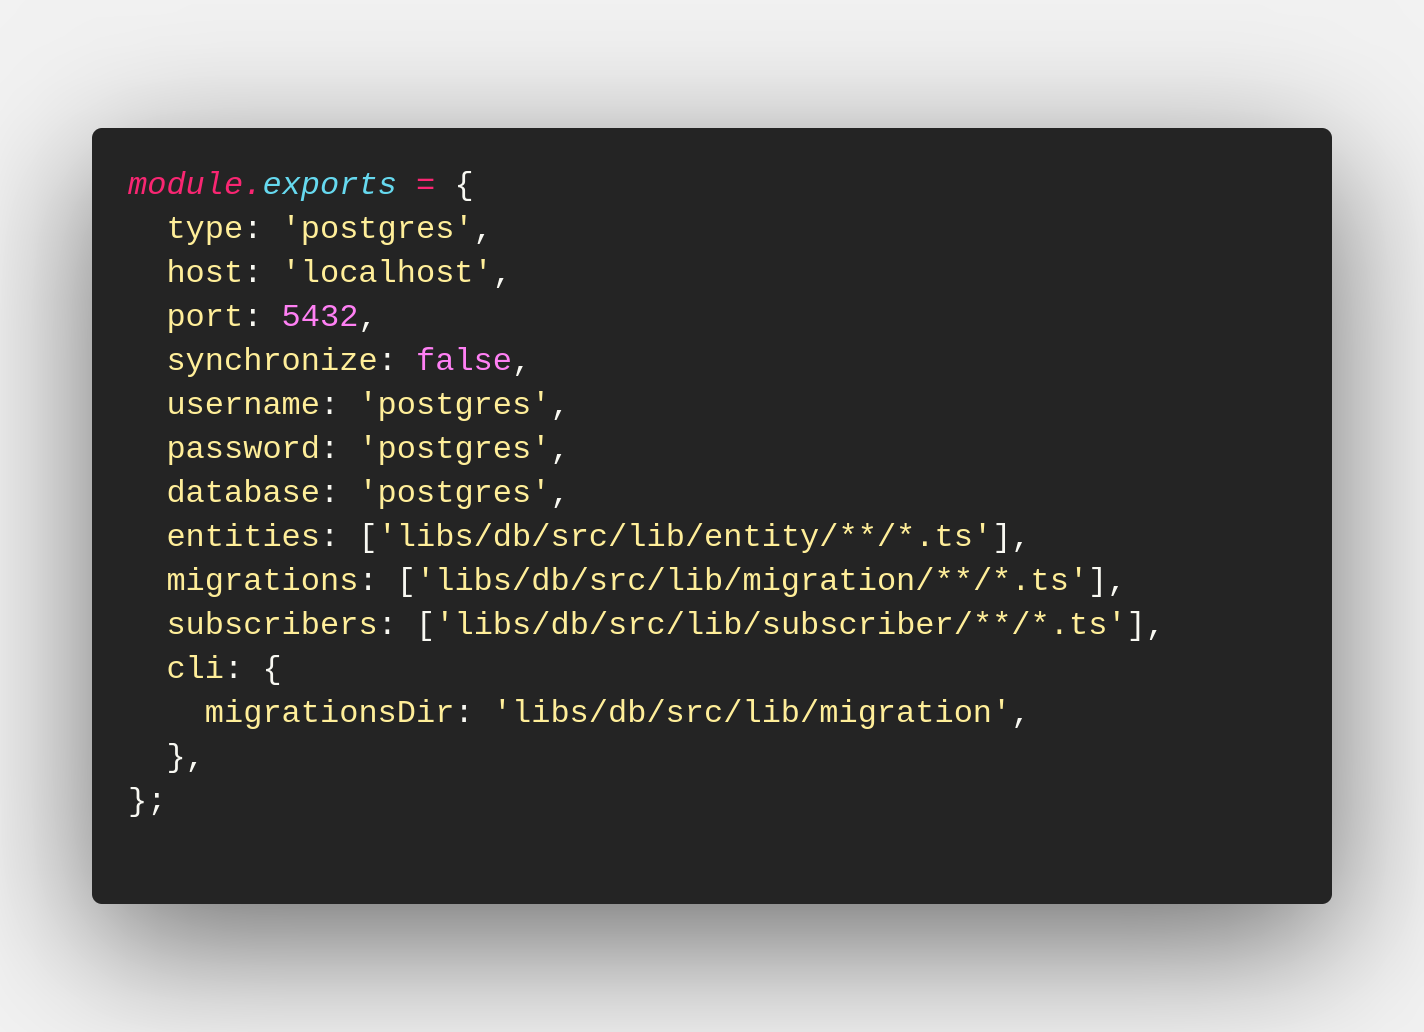 module.exports = {
  type: 'postgres',
  host: 'localhost',
  port: 5432,
  synchronize: false,
  username: 'postgres',
  password: 'postgres',
  database: 'postgres',
  entities: ['libs/db/src/lib/entity/**/*.ts'],
  migrations: ['libs/db/src/lib/migration/**/*.ts'],
  subscribers: ['libs/db/src/lib/subscriber/**/*.ts'],
  cli: {
    migrationsDir: 'libs/db/src/lib/migration',
  },
};